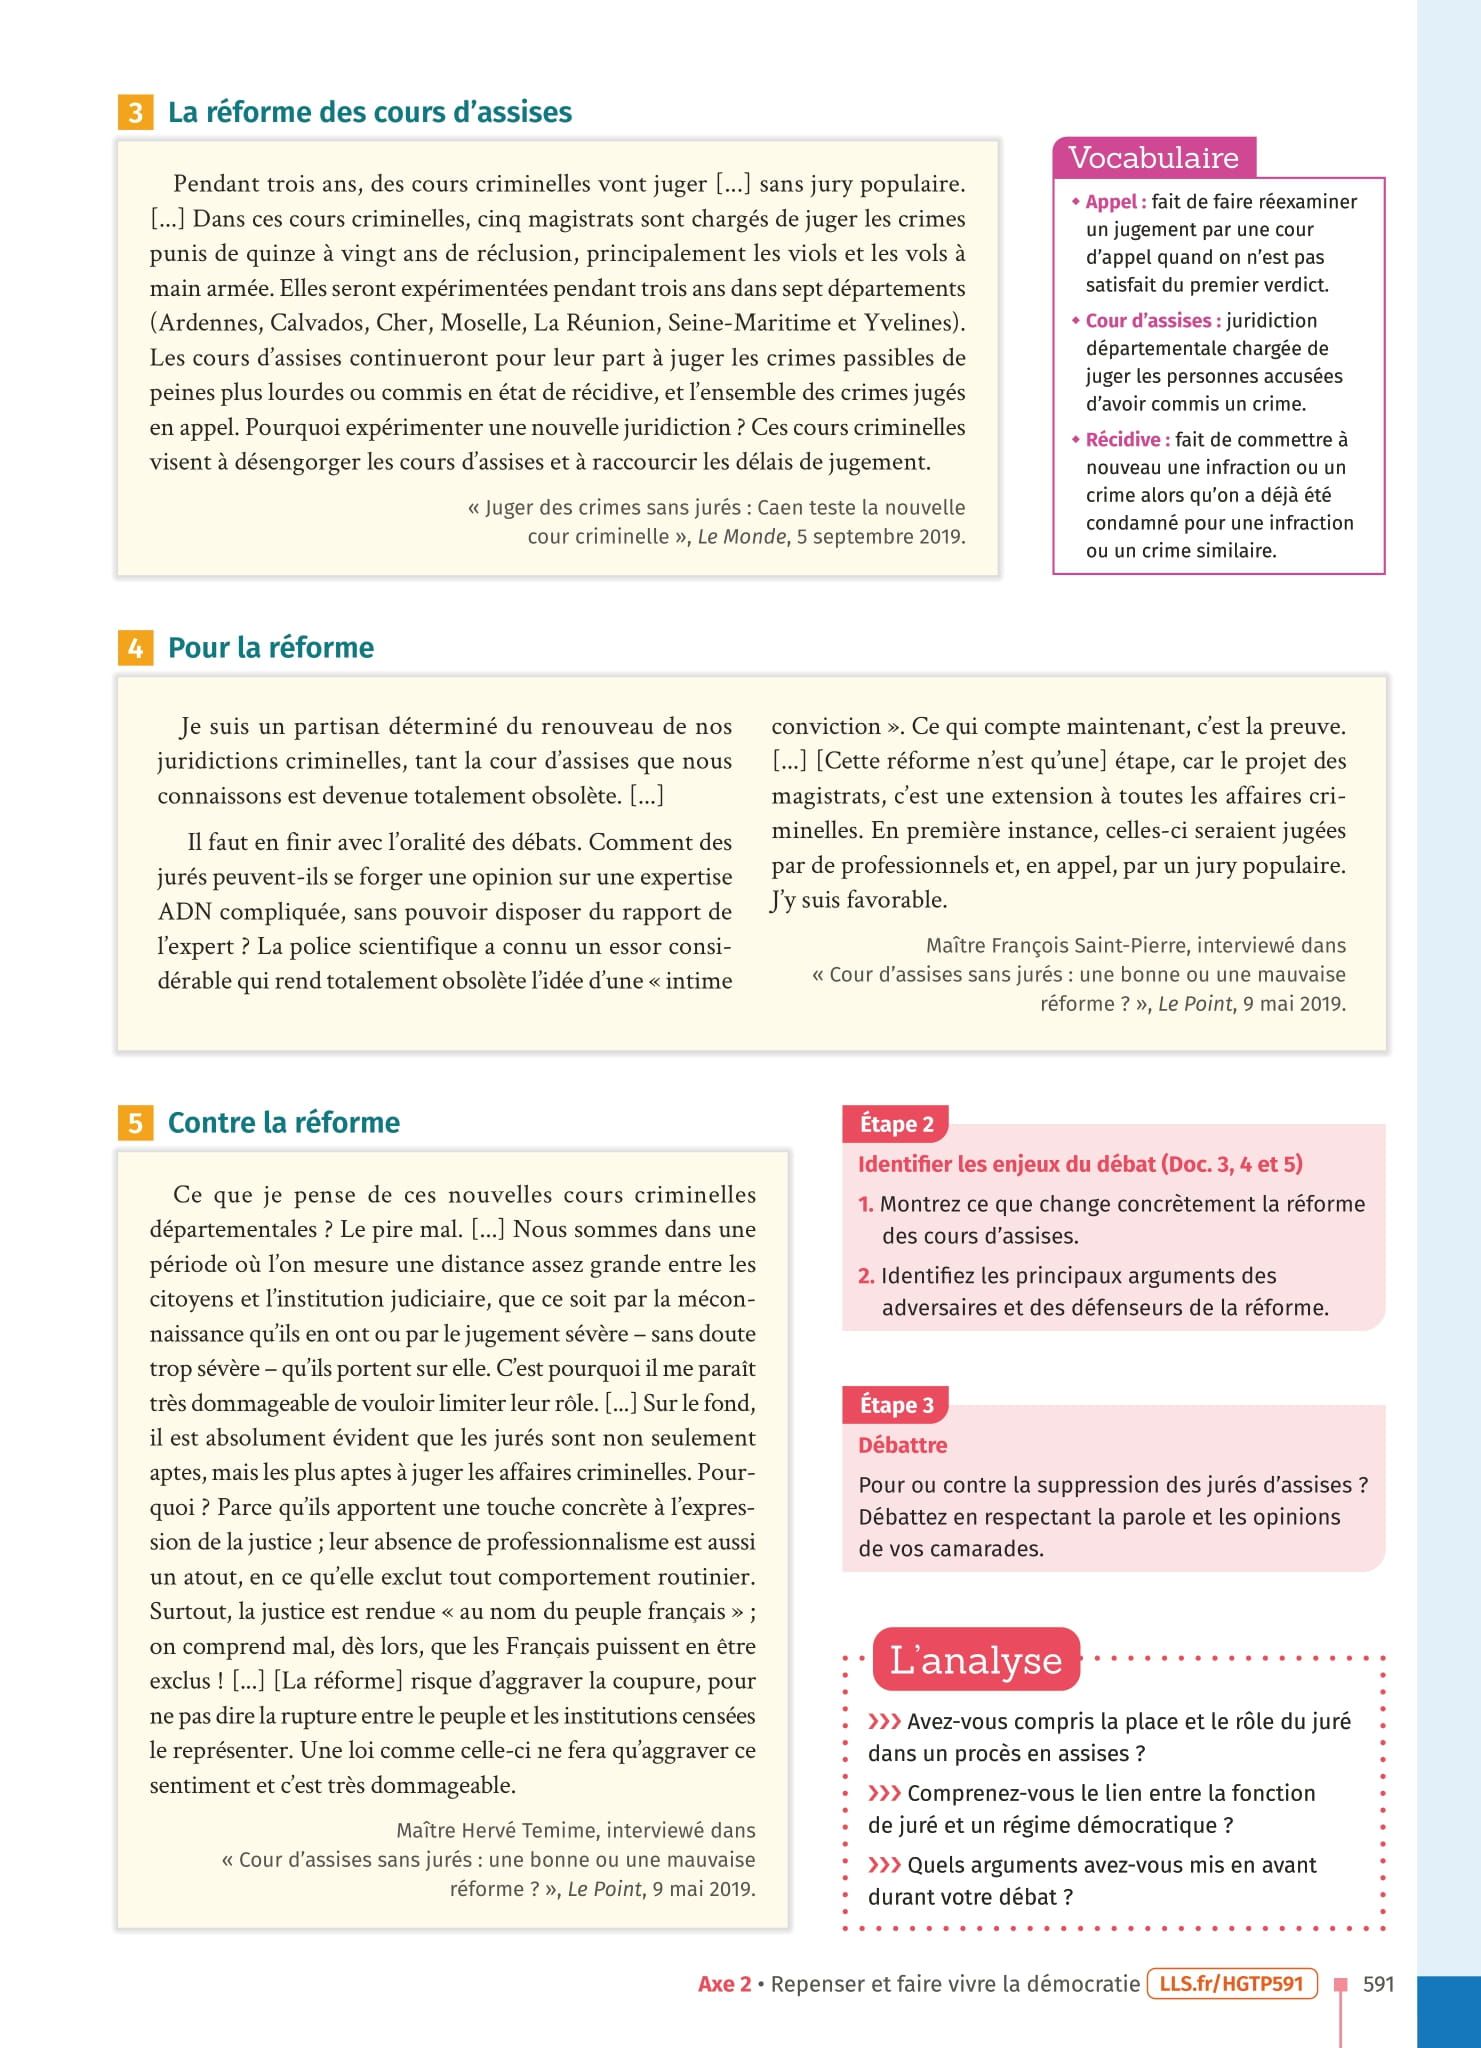 3 La réforme des cours d'assises
Pendant trois ans, des cours criminelles vont juger [...] sans jury populaire.
[...] Dans ces cours criminelles, cinq magistrats sont chargés de juger les crimes
punis de quinze à vingt ans de réclusion, principalement les viols et les vols à
main armée. Elles seront expérimentées pendant trois ans dans sept départements
(Ardennes, Calvados, Cher, Moselle, La Réunion, Seine-Maritime et Yvelines).
Les cours d'assises continueront pour leur part à juger les crimes passibles de
peines plus lourdes ou commis en état de récidive, et l'ensemble des crimes jugés
en appel. Pourquoi expérimenter une nouvelle juridiction ? Ces cours criminelles
visent à désengorger les cours d'assises et à raccourcir les délais de jugement.
« Juger des crimes sans jurés : Caen teste la nouvelle
cour criminelle », Le Monde, 5 septembre 2019.
Vocabulaire
• Appel : fait de faire réexaminer
un jugement par une cour
d'appel quand on n'est pas
satisfait du premier verdict.
• Cour d'assises : juridiction
départementale chargée de
juger les personnes accusées
d'avoir commis un crime.
• Récidive : fait de commettre à
nouveau une infraction ou un
crime alors qu'on a déjà été
condamné pour une infraction
ou un crime similaire.
4 Pour la réforme
Je suis un partisan déterminé du renouveau de nos
juridictions criminelles, tant la cour d'assises que nous
connaissons est devenue totalement obsolète. [...]
Il faut en finir avec l'oralité des débats. Comment des
jurés peuvent-ils se forger une opinion sur une expertise
ADN compliquée, sans pouvoir disposer du rapport de
l'expert ? La police scientifique a connu un essor consi-
dérable qui rend totalement obsolète l'idée d'une « intime
conviction ». Ce qui compte maintenant, c'est la preuve.
[...] [Cette réforme n'est qu'une] étape, car le projet des
magistrats, c'est une extension à toutes les affaires cri-
minelles. En première instance, celles-ci seraient jugées
par de professionnels et, en appel, par un jury populaire.
J'y suis favorable.
Maître François Saint-Pierre, interviewé dans
« Cour d'assises sans jurés : une bonne ou une mauvaise
réforme ? », Le Point, 9 mai 2019.
5 Contre la réforme
Ce que je pense de ces nouvelles cours criminelles
départementales ? Le pire mal. [...] Nous sommes dans une
période où l'on mesure une distance assez grande entre les
citoyens et l'institution judiciaire, que ce soit par la mécon-
naissance qu'ils en ont ou par le jugement sévère – sans doute
trop sévère – qu'ils portent sur elle. C'est pourquoi il me paraît
très dommageable de vouloir limiter leur rôle. [...] Sur le fond,
il est absolument évident que les jurés sont non seulement
aptes, mais les plus aptes à juger les affaires criminelles. Pour-
quoi ? Parce qu'ils apportent une touche concrète à l'expres-
sion de la justice ; leur absence de professionnalisme est aussi
un atout, en ce qu'elle exclut tout comportement routinier.
Surtout, la justice est rendue « au nom du peuple français » ;
on comprend mal, dès lors, que les Français puissent en être
exclus ! [...] [La réforme] risque d'aggraver la coupure, pour
ne pas dire la rupture entre le peuple et les institutions censées
le représenter. Une loi comme celle-ci ne fera qu'aggraver ce
sentiment et c'est très dommageable.
Maître Hervé Temime, interviewé dans
« Cour d'assises sans jurés : une bonne ou une mauvaise
réforme ? », Le Point, 9 mai 2019.
Étape 2
Identifier les enjeux du débat (Doc. 3, 4 et 5)
1. Montrez ce que change concrètement la réforme
des cours d'assises.
2. Identifiez les principaux arguments des
adversaires et des défenseurs de la réforme.
Étape 3
Débattre
Pour ou contre la suppression des jurés d'assises ?
Débattez en respectant la parole et les opinions
de vos camarades.
L'analyse
❯❯❯ Avez-vous compris la place et le rôle du juré
dans un procès en assises ?
❯❯❯ Comprenez-vous le lien entre la fonction
de juré et un régime démocratique ?
❯❯❯ Quels arguments avez-vous mis en avant
durant votre débat ?
Axe 2 • Repenser et faire vivre la démocratie LLS.fr/HGTP591 591